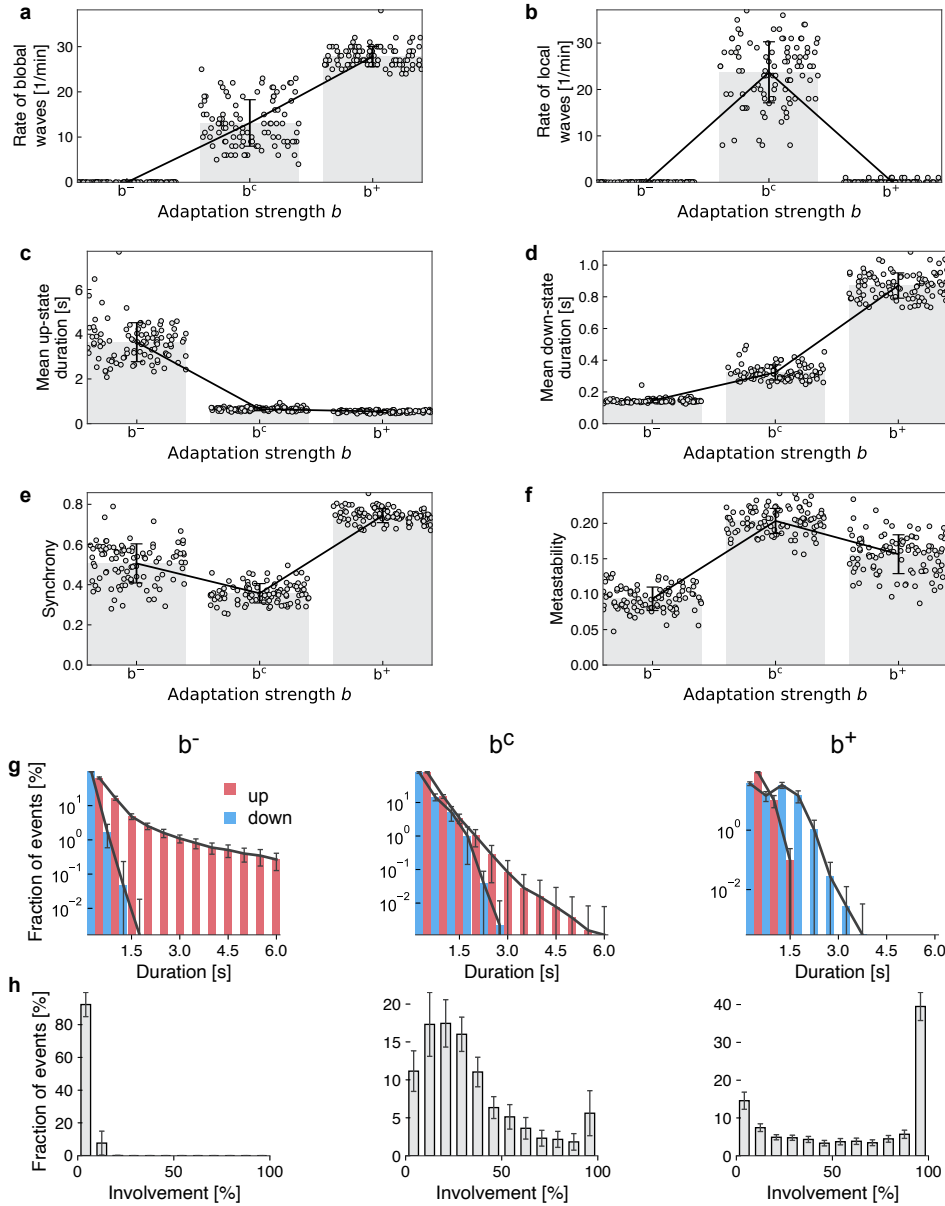 a
Rate of blobal
waves [1/min]
30
20
10
0
b⁻
bᶜ
b⁺
Adaptation strength b
b
Rate of local
waves [1/min]
30
20
10
0
b⁻
bᶜ
b⁺
Adaptation strength b
c
Mean up-state
duration [s]
6
4
2
0
b⁻
bᶜ
b⁺
Adaptation strength b
d
Mean down-state
duration [s]
1.0
0.8
0.6
0.4
0.2
0.0
b⁻
bᶜ
b⁺
Adaptation strength b
e
Synchrony
0.8
0.6
0.4
0.2
0.0
b⁻
bᶜ
b⁺
Adaptation strength b
f
Metastability
0.20
0.15
0.10
0.05
0.00
b⁻
bᶜ
b⁺
Adaptation strength b
b⁻
bᶜ
b⁺
g
Fraction of events [%]
10¹
10⁰
10⁻¹
10⁻²
up
down
1.5 3.0 4.5 6.0
Duration [s]
10¹
10⁰
10⁻¹
10⁻²
1.5 3.0 4.5 6.0
Duration [s]
10⁰
10⁻²
1.5 3.0 4.5 6.0
Duration [s]
h
Fraction of events [%]
80
60
40
20
0
0 50 100
Involvement [%]
20
15
10
5
0
0 50 100
Involvement [%]
40
30
20
10
0
0 50 100
Involvement [%]